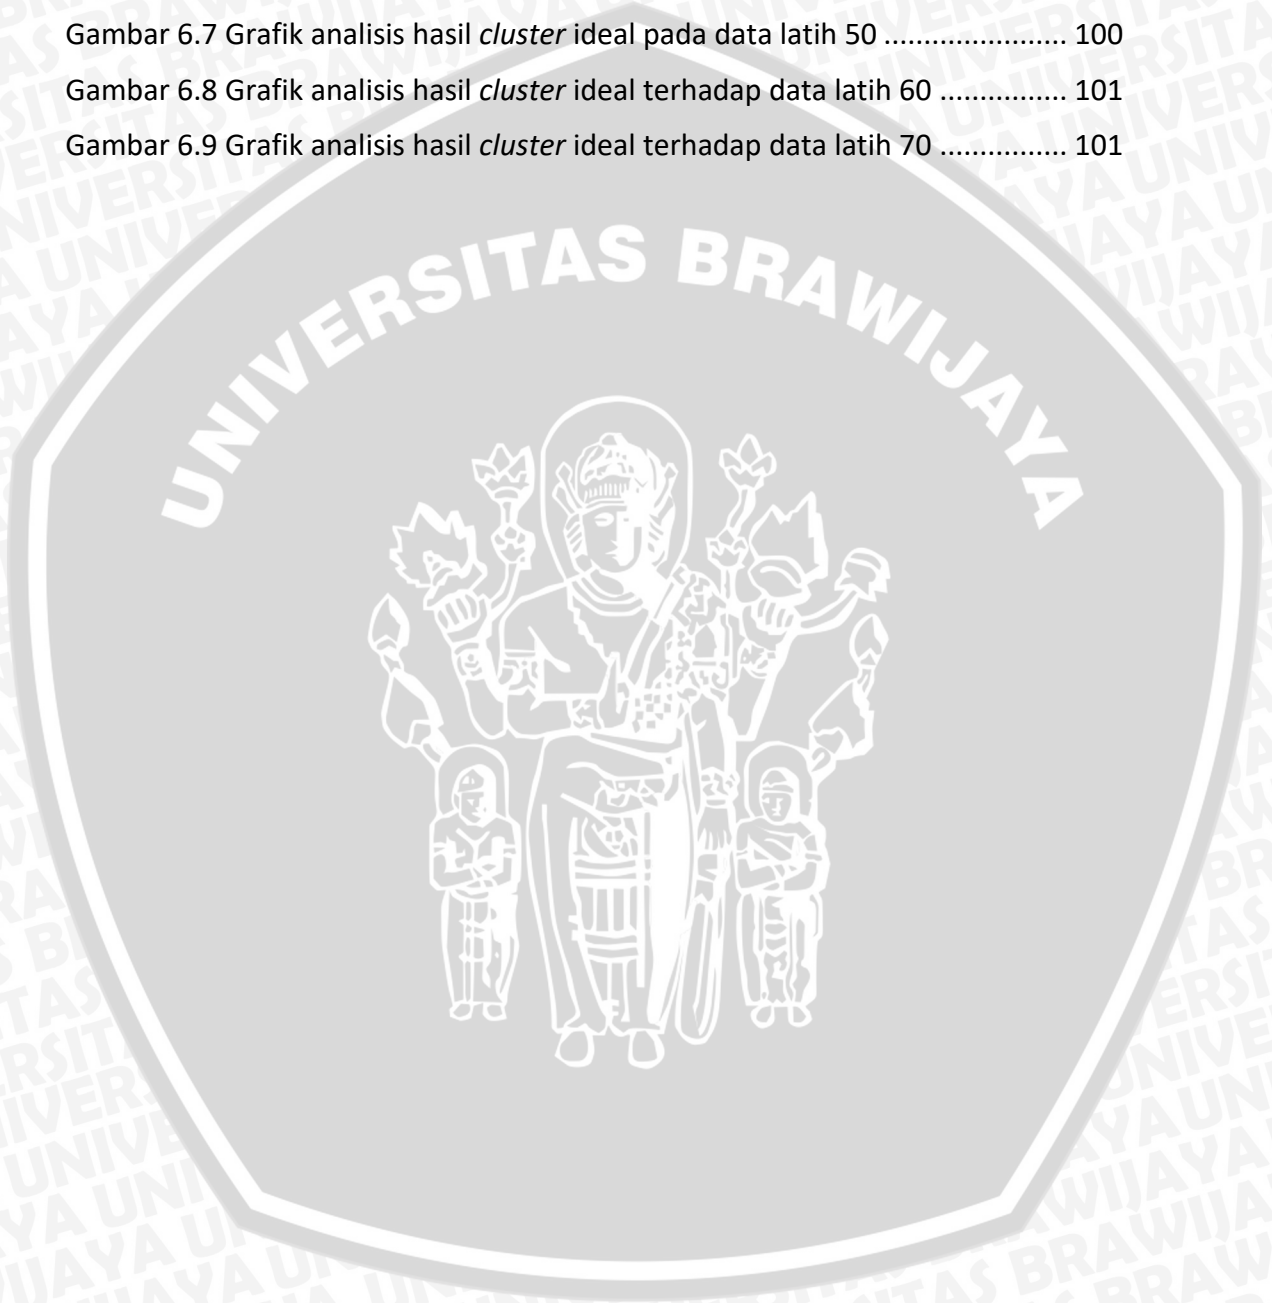 Gambar 6.7 Grafik analisis hasil cluster ideal pada data latih 50 ....................... 100
Gambar 6.8 Grafik analisis hasil cluster ideal terhadap data latih 60 ................ 101
Gambar 6.9 Grafik analisis hasil cluster ideal terhadap data latih 70 ................ 101
UNIVERSITAS BRAWIJAYA